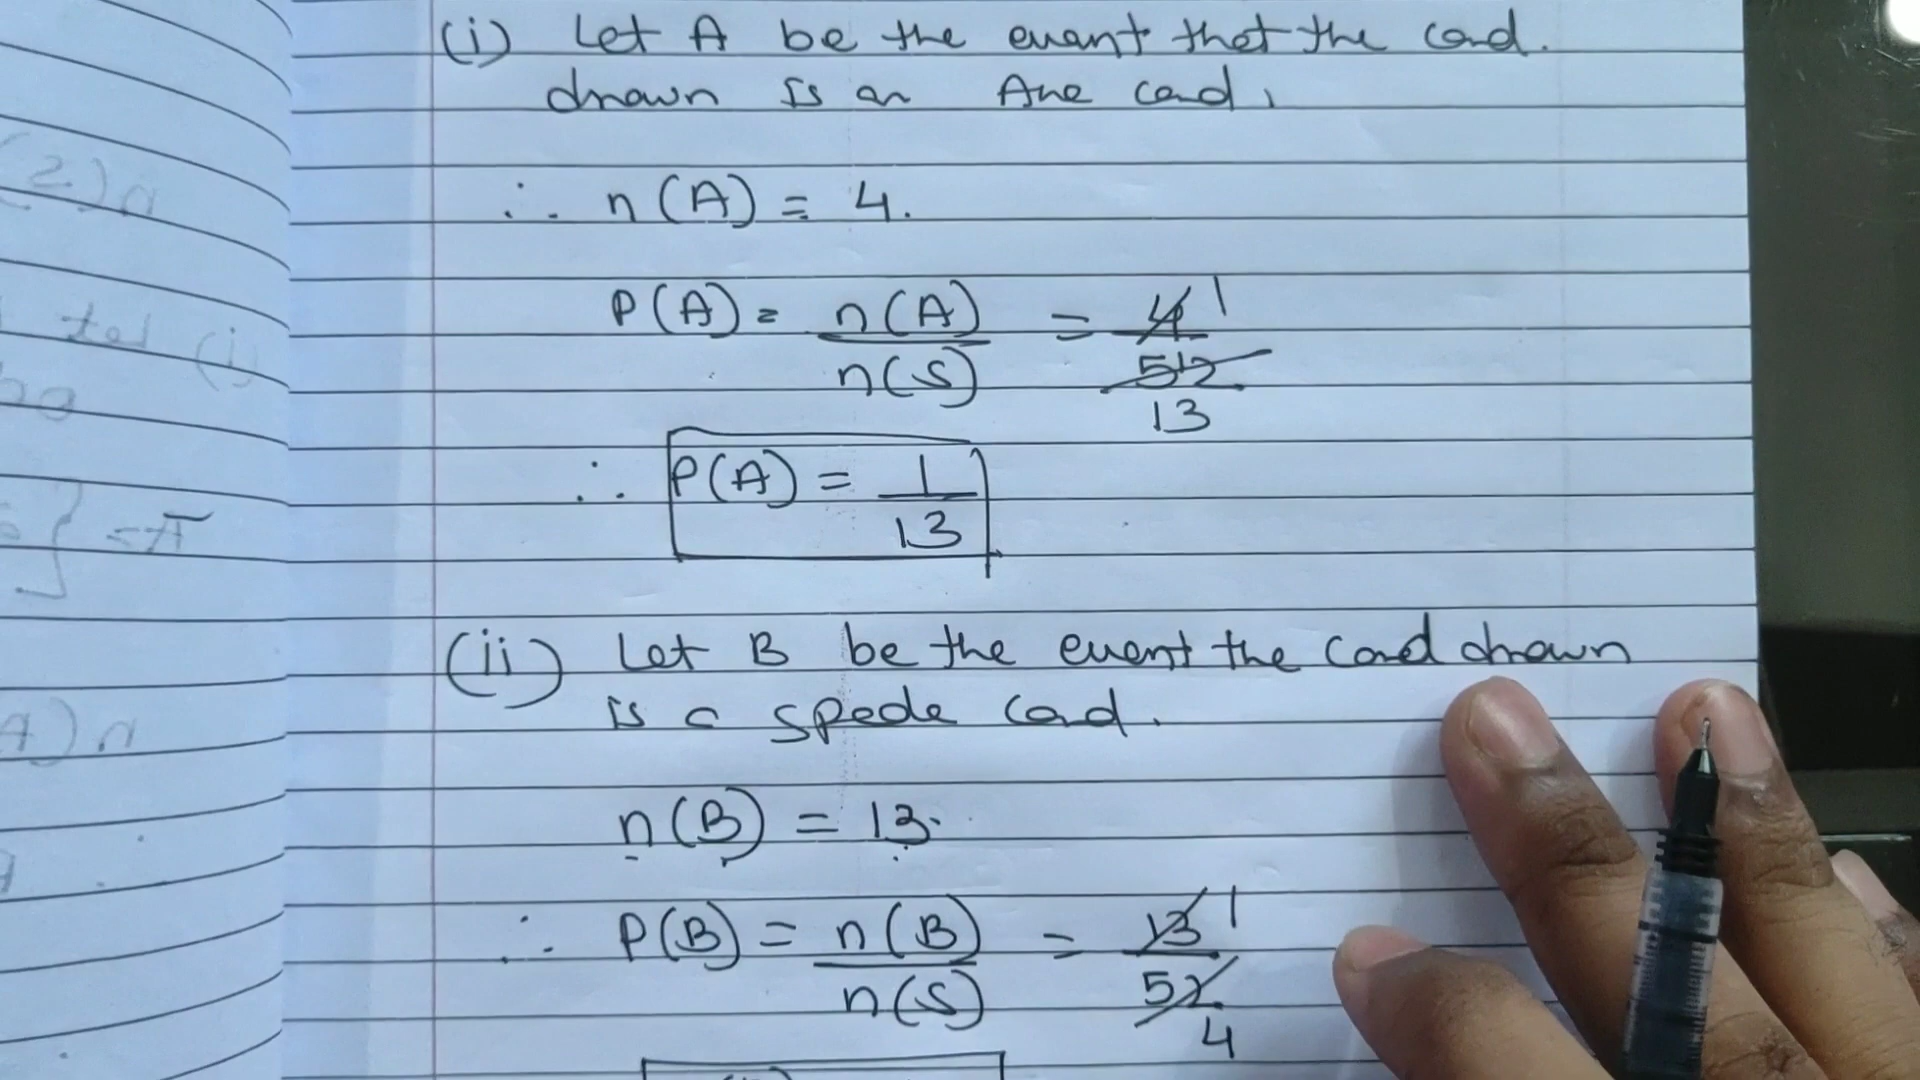 (i) Let A be the event that the card.
drawn is an Ace card.
∴ n(A) = 4.
P(A) = n(A)/n(S) = 4/52 1 13
∴ P(A) = 1/13
(ii) Let B be the event the card drawn
is a spade card.
n(B) = 13.
∴ P(B) = n(B)/n(S) = 13/52 1 4